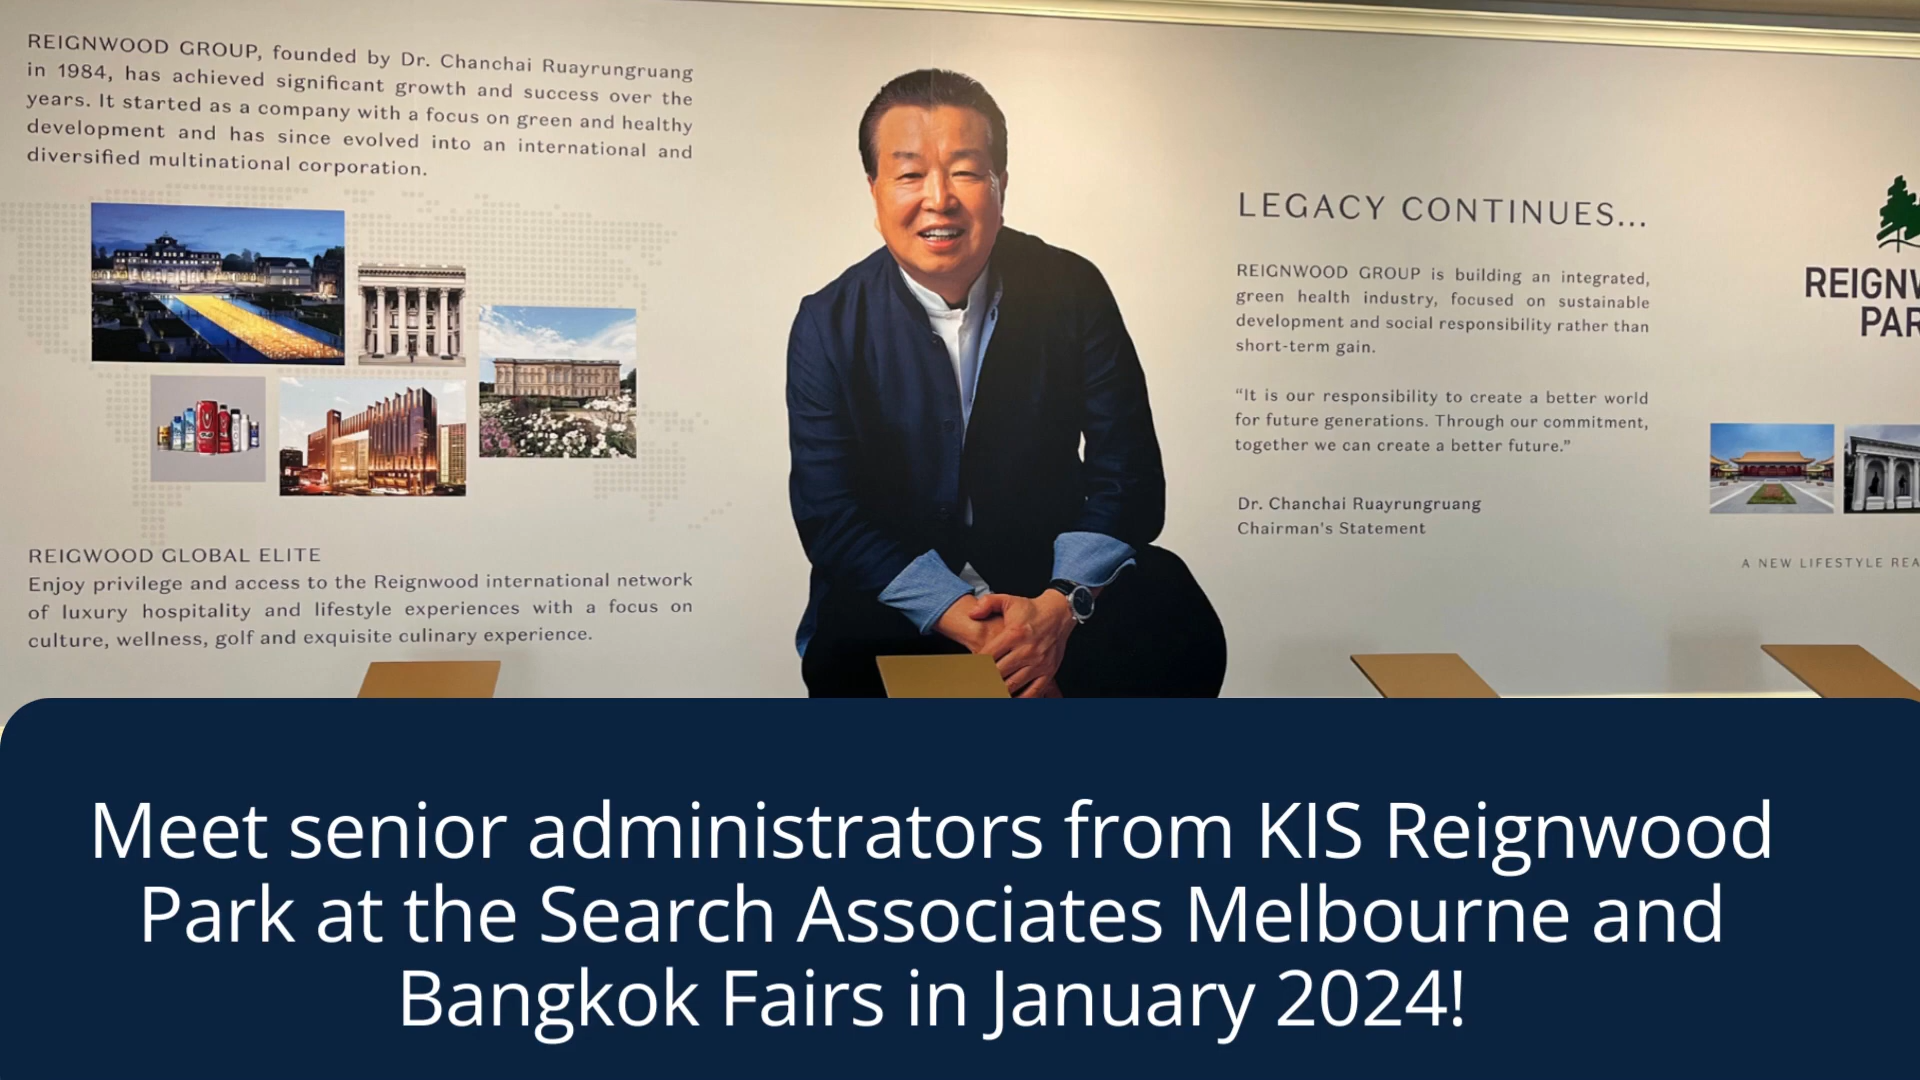 REIGNWOOD GROUP, founded by Dr. Chanchai Ruayrungruang
in 1984, has achieved significant growth and success over the
years. It started as a company with a focus on green and healthy
development and has since evolved into an international and
diversified multinational corporation.
REIGWOOD GLOBAL ELITE
Enjoy privilege and access to the Reignwood international network
of luxury hospitality and lifestyle experiences with a focus on
culture, wellness, golf and exquisite culinary experience.
LEGACY CONTINUES...
REIGNWOOD GROUP is building an integrated,
green health industry, focused on sustainable
development and social responsibility rather than
short-term gain.
“It is our responsibility to create a better world
for future generations. Through our commitment,
together we can create a better future.”
Dr. Chanchai Ruayrungruang
Chairman's Statement
REIGNW
PAR
A NEW LIFESTYLE REA
Meet senior administrators from KIS Reignwood
Park at the Search Associates Melbourne and
Bangkok Fairs in January 2024!